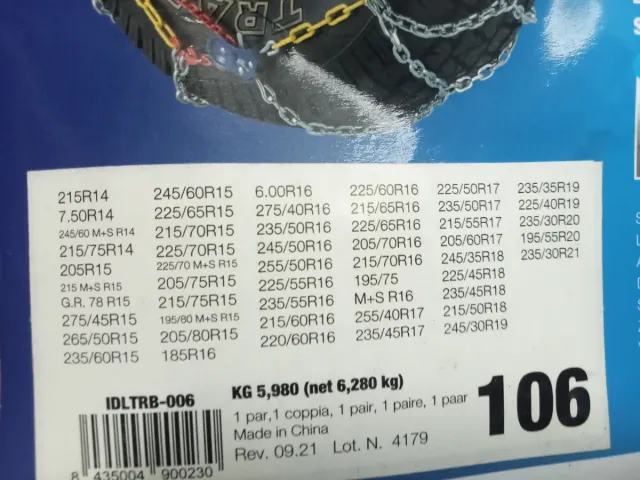 TRA
215R14
7.50R14
245/60 M+S R14
215/75R14
205R15
215 M+S R15
G.R. 78 R15
275/45R15
265/50R15
235/60R15
245/60R15
225/65R15
215/70R15
225/70R15
225/70 M+S R15
205/75R15
215/75R15
195/80 M+S R15
205/80R15
185R16
6.00R16
275/40R16
235/50R16
245/50R16
255/50R16
225/55R16
235/55R16
215/60R16
220/60R16
225/60R16
215/65R16
225/65R16
205/70R16
215/70R16
195/75
M+S R16
255/40R17
235/45R17
225/50R17
235/50R17
215/55R17
205/60R17
245/35R18
225/45R18
235/45R18
215/50R18
245/30R19
235/35R19
225/40R19
235/30R20
195/55R20
235/30R21
IDLTRB-006
8 435004 900230
KG 5,980 (net 6,280 kg)
1 par,1 coppia, 1 pair, 1 paire, 1 paar
Made in China
Rev. 09.21 Lot. N. 4179
106